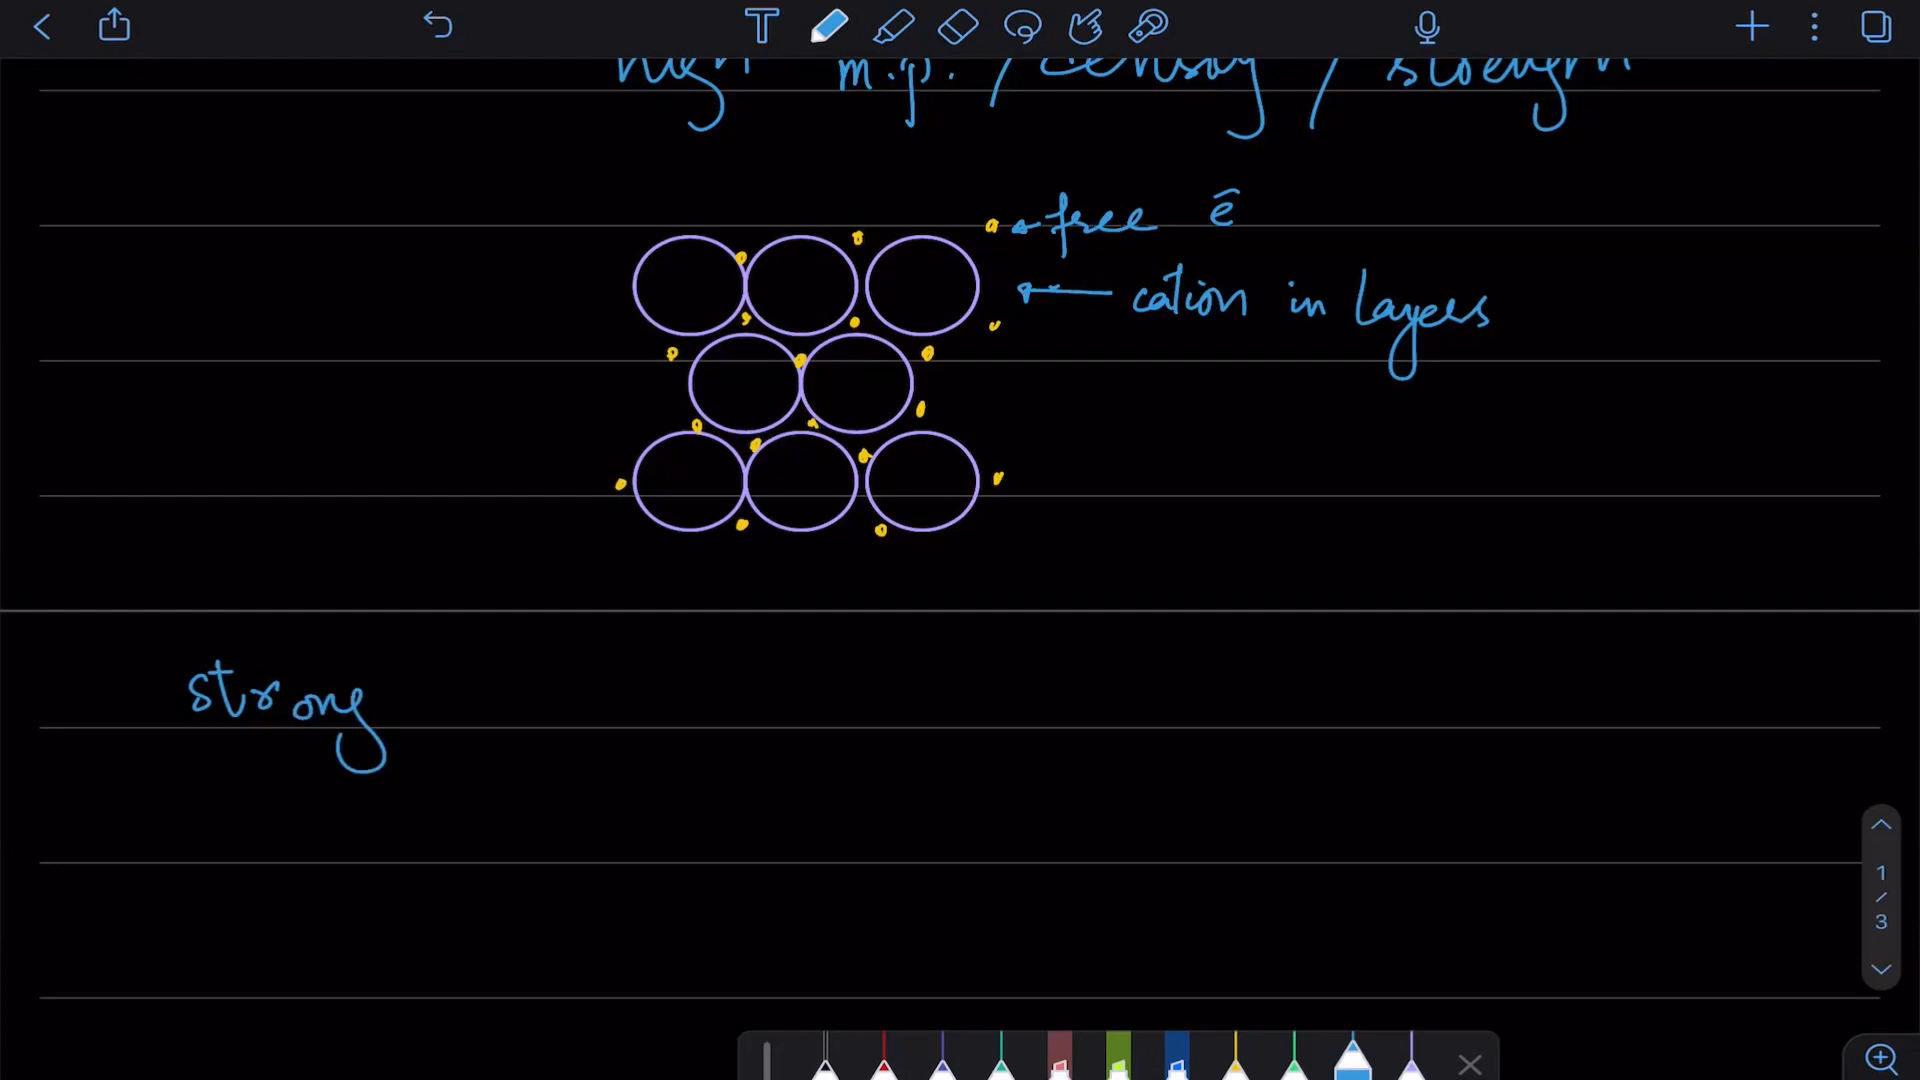 high m.p. / density / strength
free ē
cation in layers
strong
1
/
3